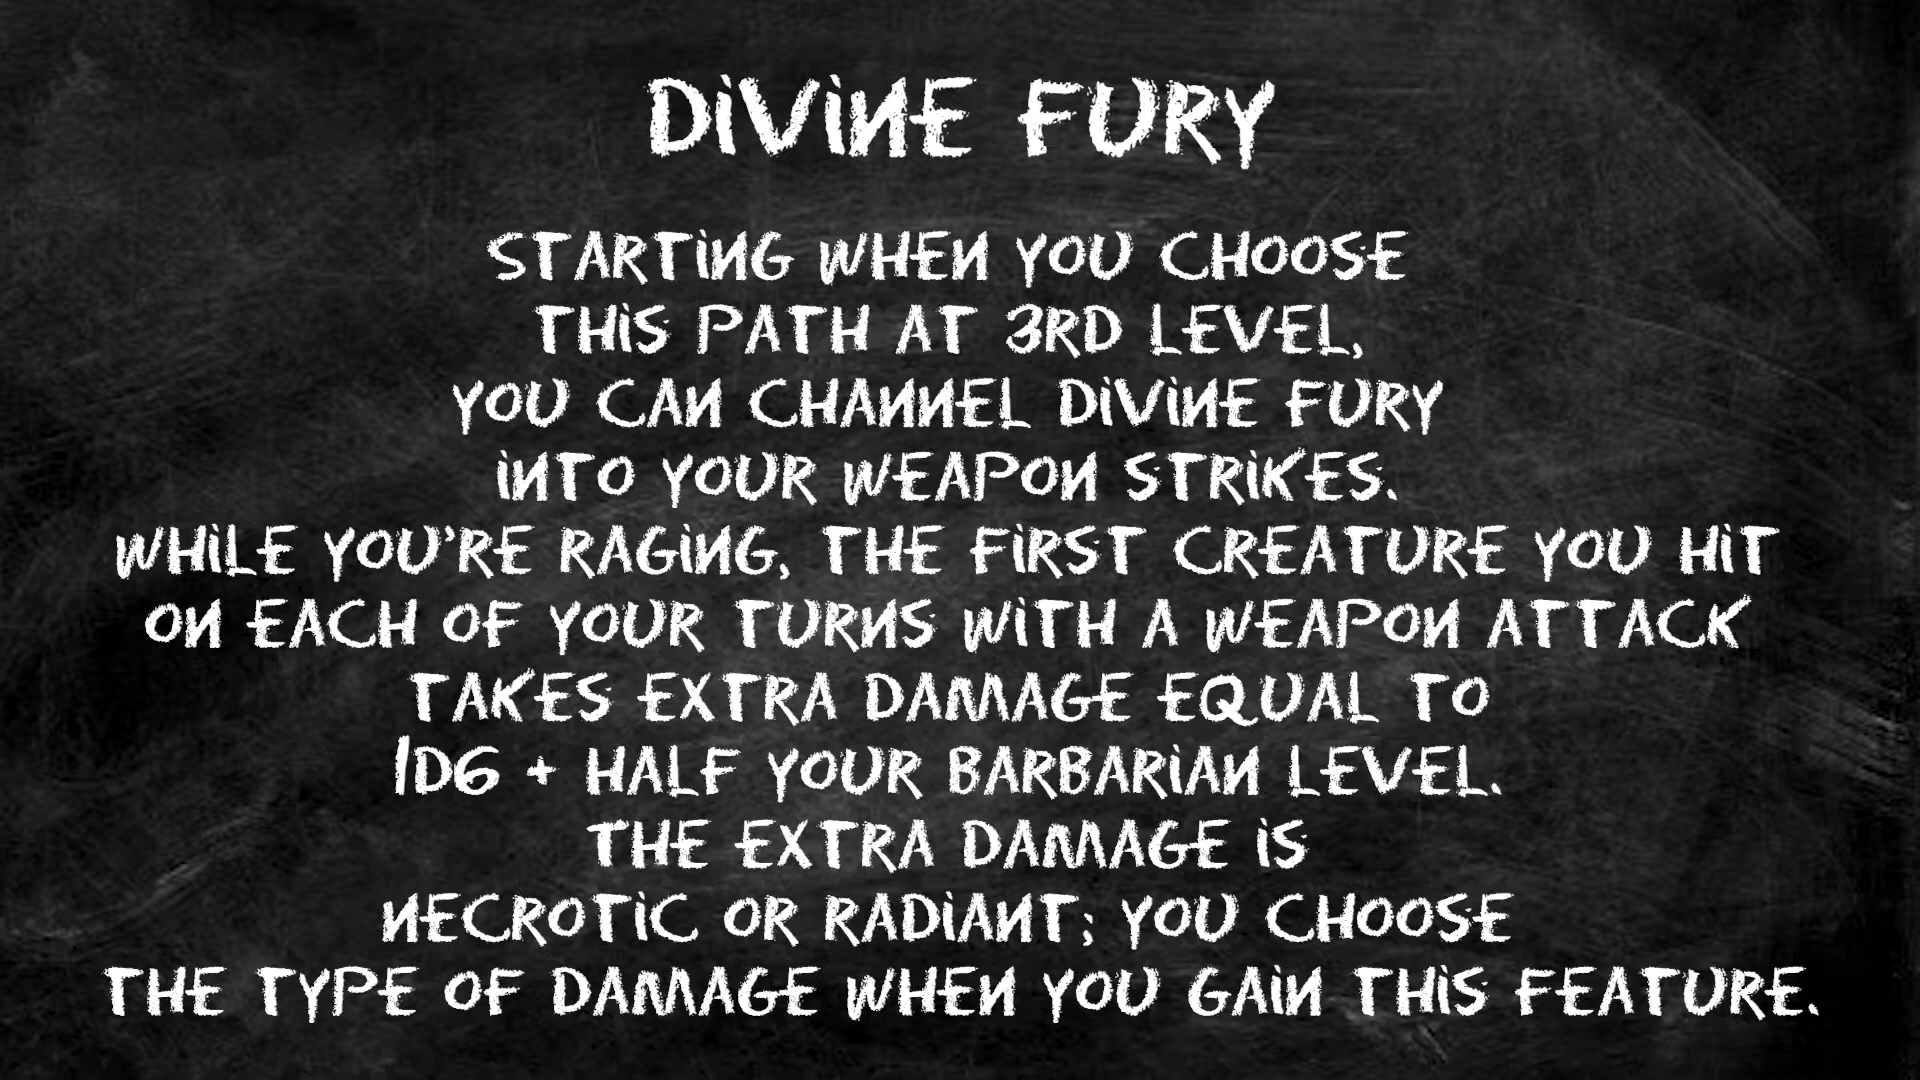 DIVINE FURY
STARTING WHEN YOU CHOOSE
THIS PATH AT 3RD LEVEL,
YOU CAN CHANNEL DIVINE FURY
INTO YOUR WEAPON STRIKES.
WHILE YOU'RE RAGING, THE FIRST CREATURE YOU HIT
ON EACH OF YOUR TURNS WITH A WEAPON ATTACK
TAKES EXTRA DAMAGE EQUAL TO
1D6 + HALF YOUR BARBARIAN LEVEL.
THE EXTRA DAMAGE IS
NECROTIC OR RADIANT; YOU CHOOSE
THE TYPE OF DAMAGE WHEN YOU GAIN THIS FEATURE.